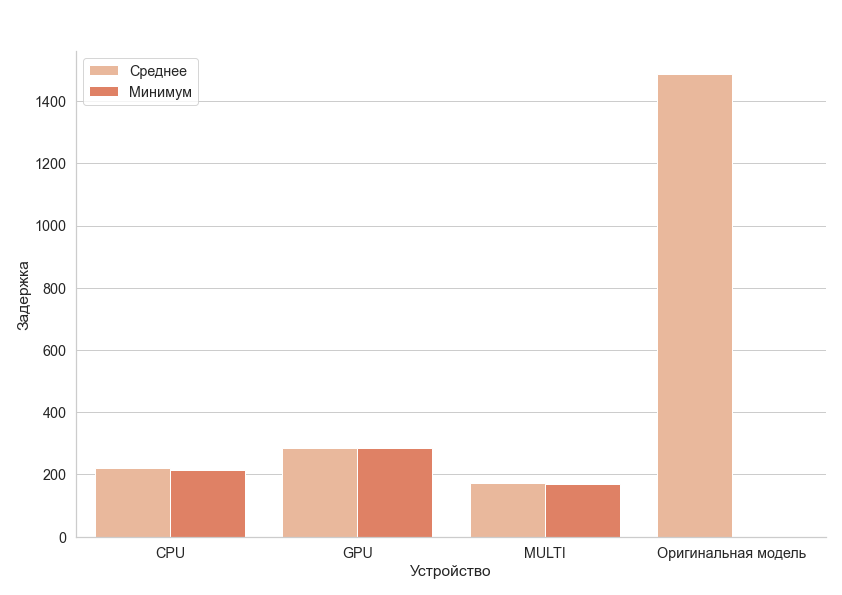 Среднее
Минимум
1400
1200
1000
800
600
400
200
0
Задержка
CPU
GPU
MULTI
Оригинальная модель
Устройство